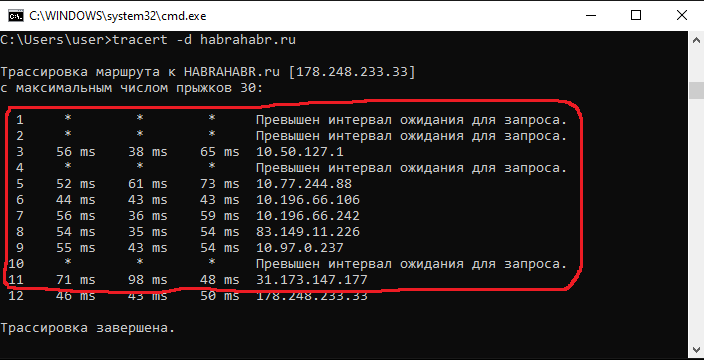 C:\WINDOWS\system32\cmd.exe
C:\Users\user>tracert -d habrahabr.ru
Трассировка маршрута к HABRAHABR.ru [178.248.233.33]
с максимальным числом прыжков 30:
1 * * * Превышен интервал ожидания для запроса.
2 * * * Превышен интервал ожидания для запроса.
3 56 ms 38 ms 65 ms 10.50.127.1
4 * * * Превышен интервал ожидания для запроса.
5 52 ms 61 ms 73 ms 10.77.244.88
6 44 ms 43 ms 43 ms 10.196.66.106
7 56 ms 36 ms 59 ms 10.196.66.242
8 54 ms 35 ms 54 ms 83.149.11.226
9 55 ms 43 ms 54 ms 10.97.0.237
10 * * * Превышен интервал ожидания для запроса.
11 71 ms 98 ms 48 ms 31.173.147.177
12 46 ms 43 ms 50 ms 178.248.233.33
Трассировка завершена.